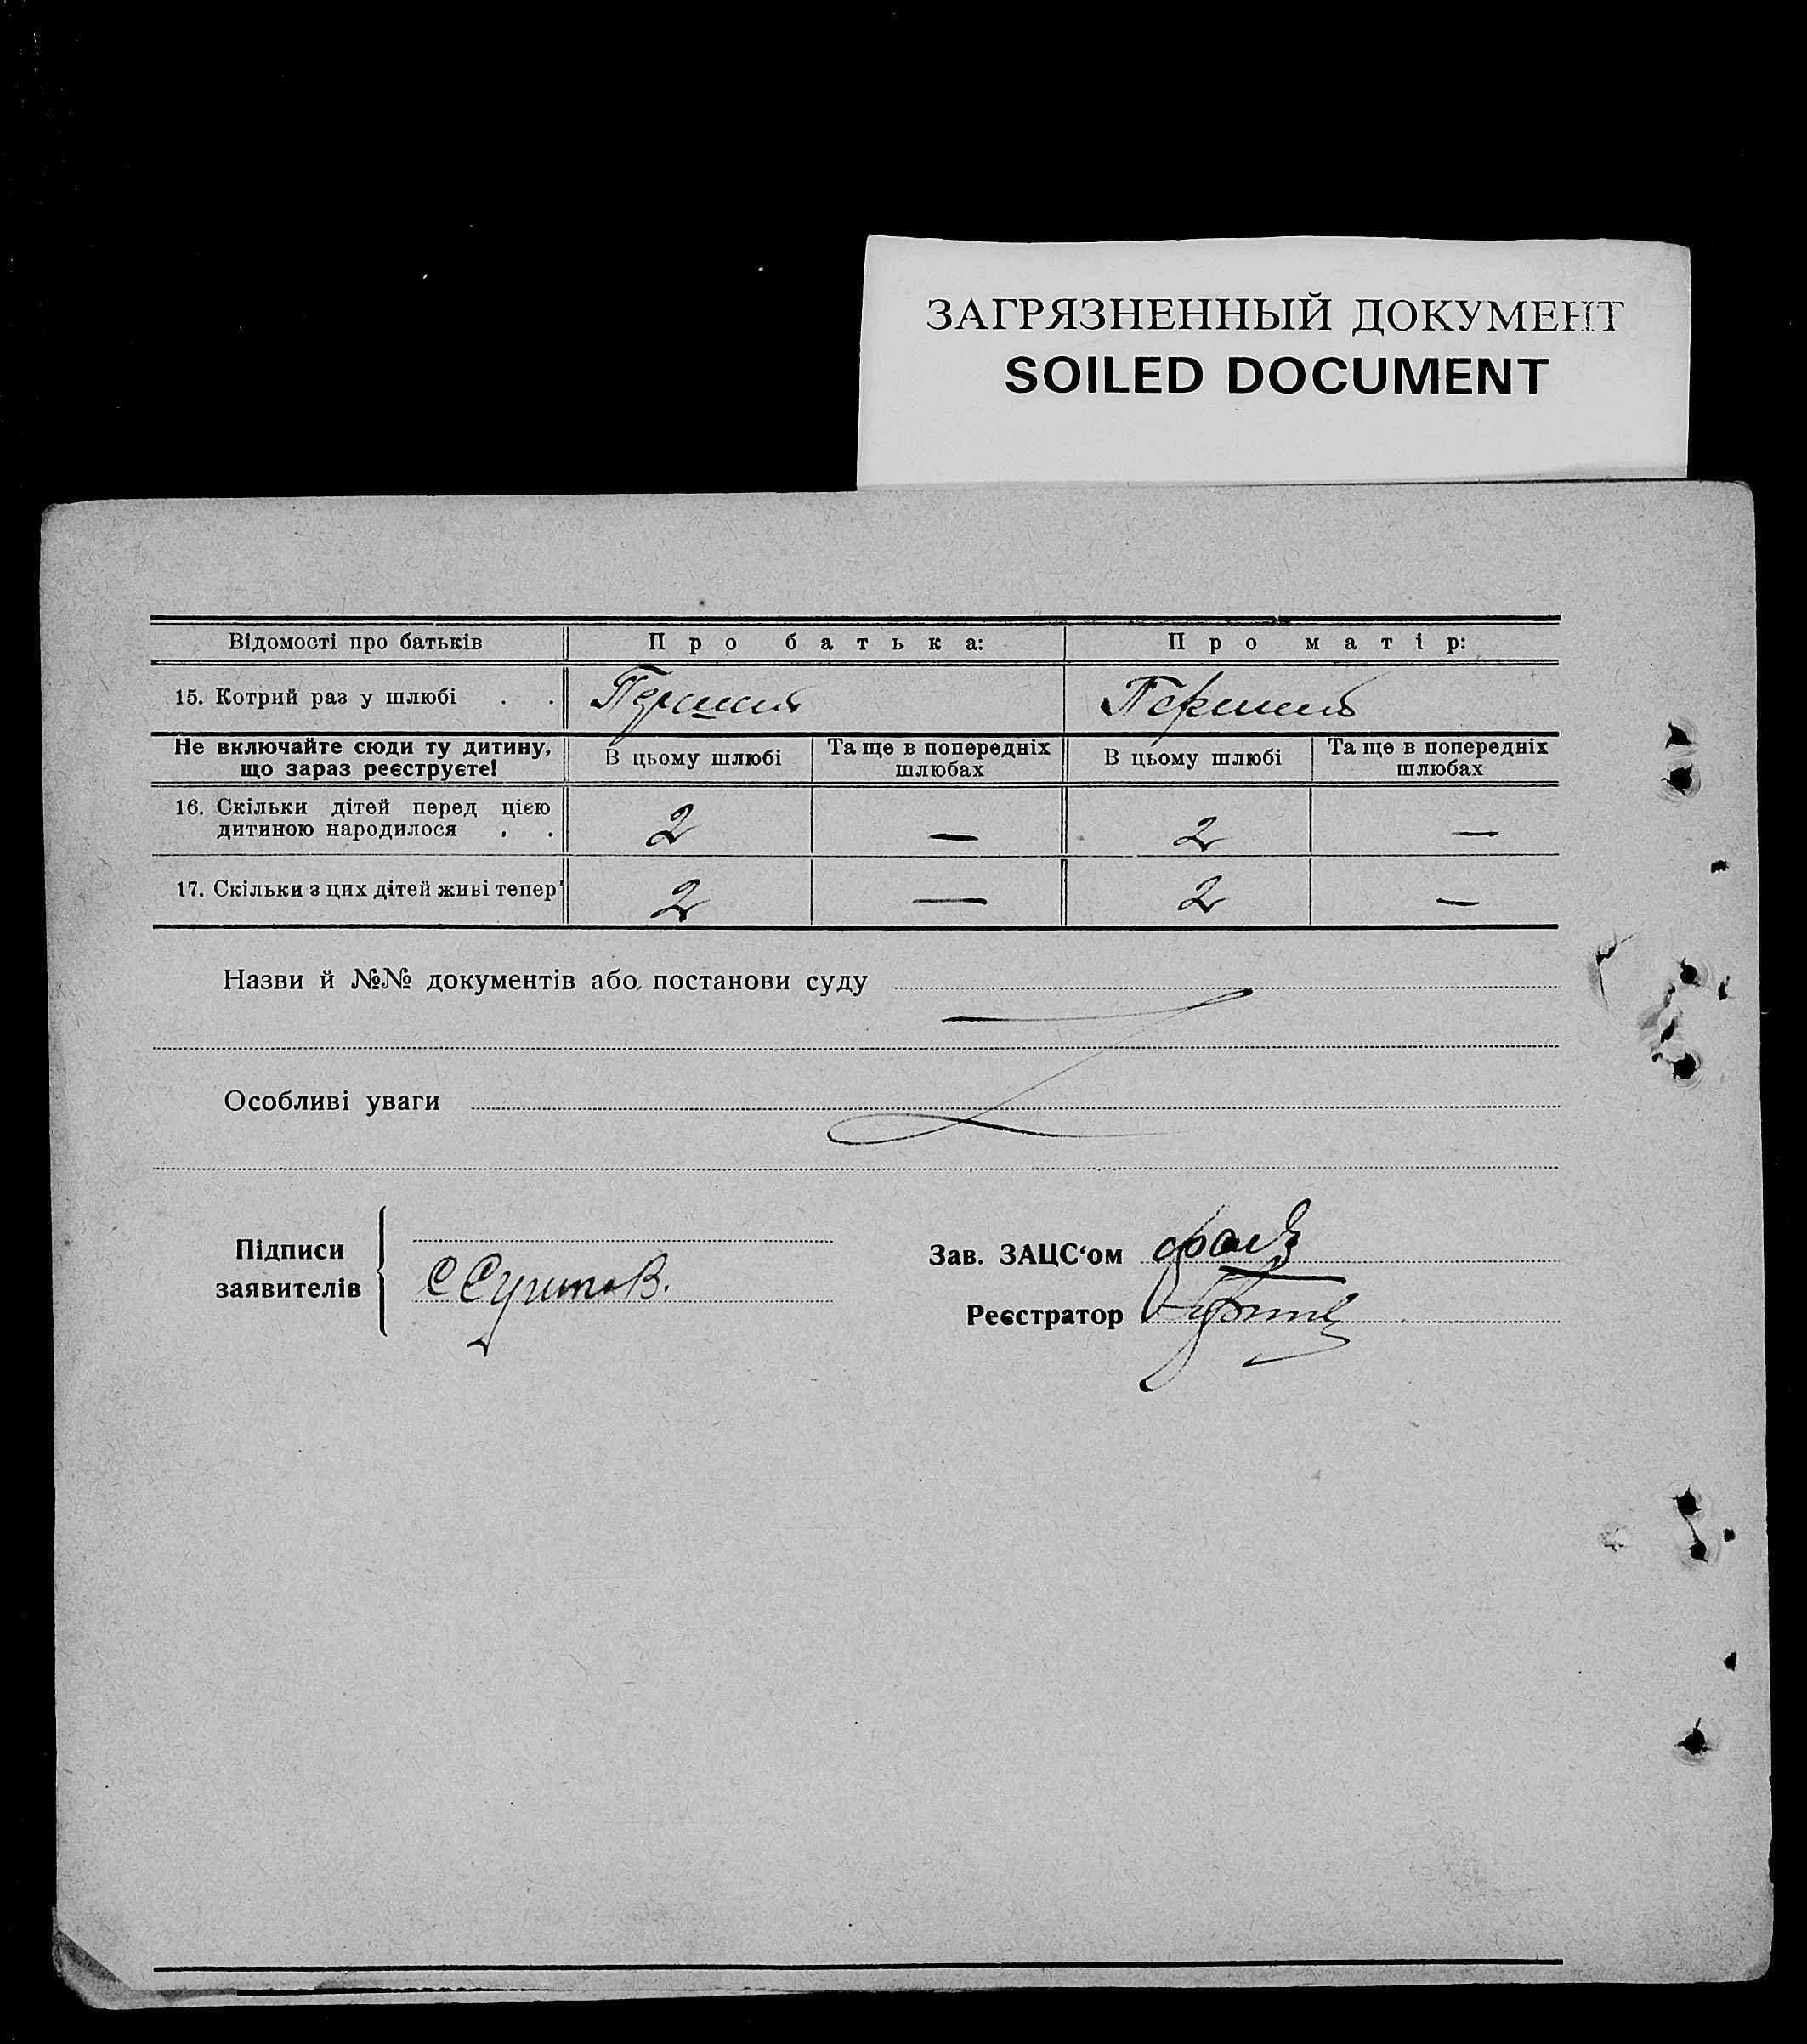 ЗАГРЯЗНЕННЫЙ ДОКУМЕНТ
SOILED DOCUMENT
Відомості про батьків Про батька: Про матір:
15. Котрий раз у шлюбі . . Перший Перший
Не включайте сюди ту дитину, що зараз реєструєте! В цьому шлюбі Та ще в попередніх шлюбах В цьому шлюбі Та ще в попередніх шлюбах
16. Скільки дітей перед цією
дитиною народилося . . 2 — 2 —
17. Скільки з цих дітей живі тепер' 2 — 2 —
Назви й №№ документів або постанови суду
—
Особливі уваги
Підписи
заявителів
Зав. ЗАЦС‘ом
Реєстратор